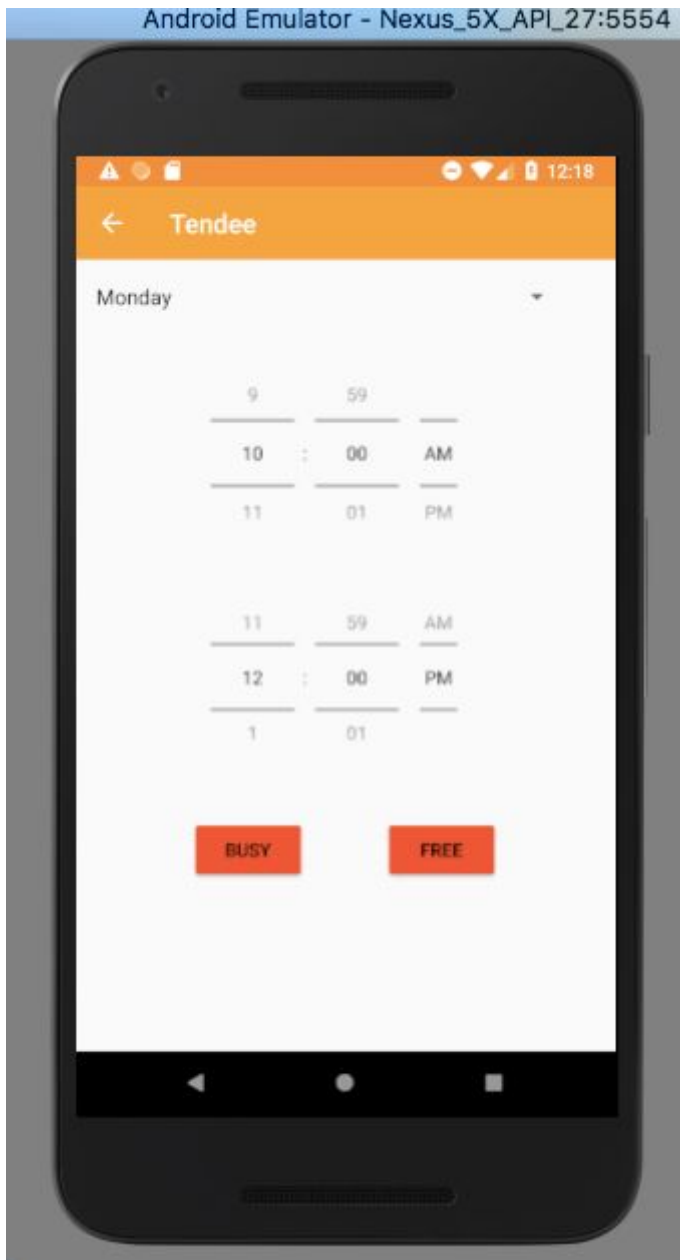 Android Emulator - Nexus_5X_API_27:5554
12:18
Tendee
Monday
9 59
10 : 00 AM
11 01 PM
11 59 AM
12 : 00 PM
1 01
BUSY FREE